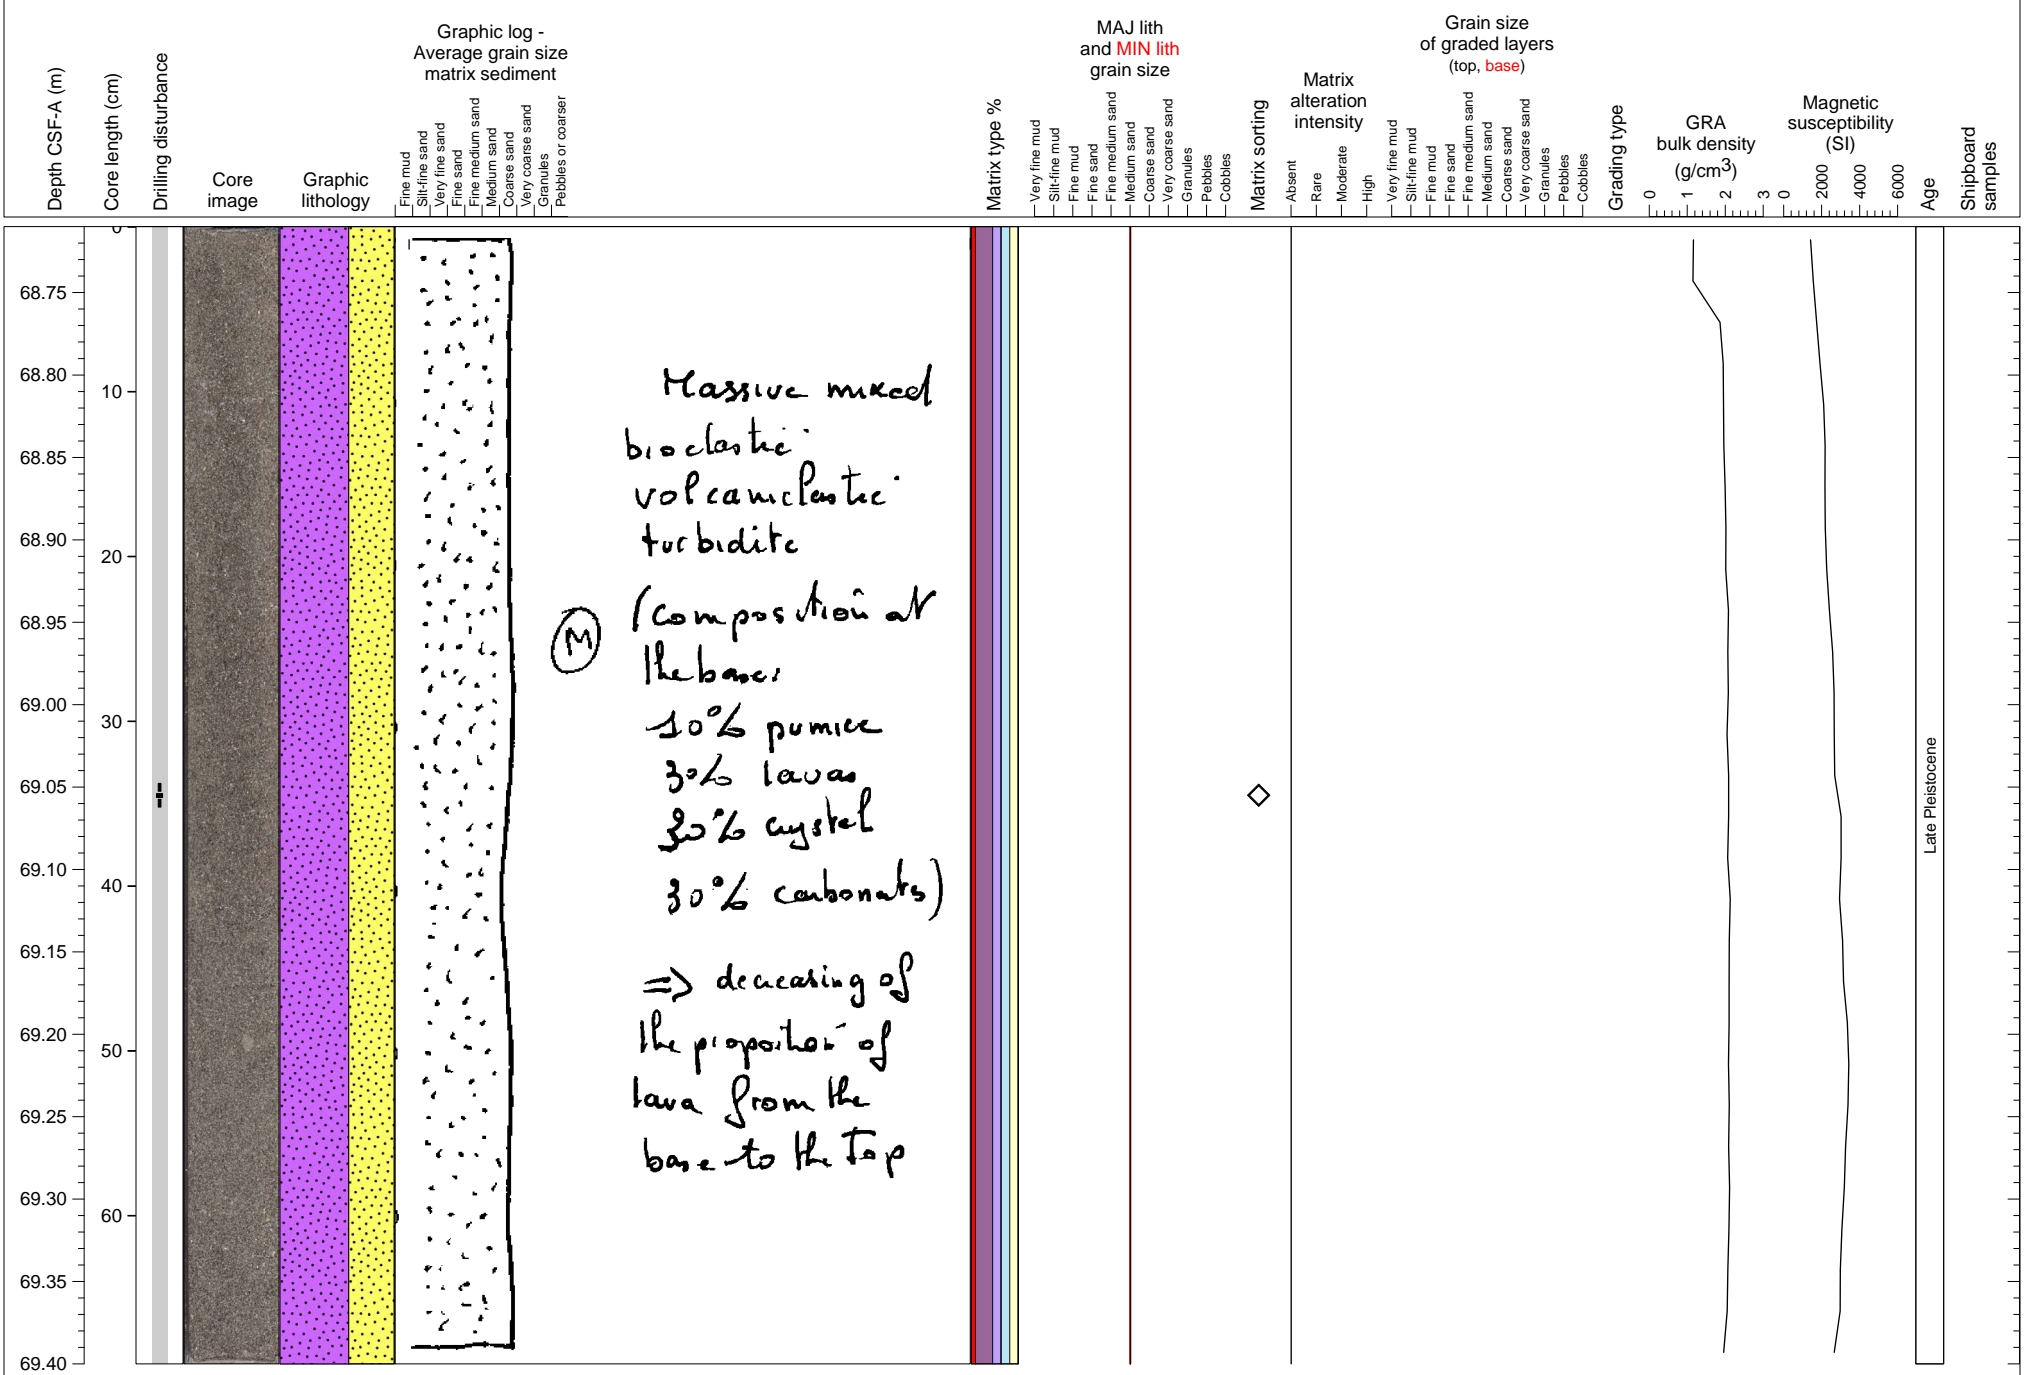 Depth CSF-A (m)
Core length (cm)
Drilling disturbance
Core
image
Graphic
lithology
Graphic log -
Average grain size
matrix sediment
Fine mud
Silt-fine sand
Very fine sand
Fine sand
Fine medium sand
Medium sand
Coarse sand
Very coarse sand
Granules
Pebbles or coarser
Matrix type %
MAJ lith
and MIN lith
grain size
Very fine mud
Silt-fine mud
Fine mud
Fine sand
Fine medium sand
Medium sand
Coarse sand
Very coarse sand
Granules
Pebbles
Cobbles
Matrix sorting
Matrix
alteration
intensity
Absent
Rare
Moderate
High
Grain size
of graded layers
(top, base)
Very fine mud
Silt-fine mud
Fine mud
Fine sand
Fine medium sand
Medium sand
Coarse sand
Very coarse sand
Granules
Pebbles
Cobbles
Grading type
GRA
bulk density
(g/cm3)
0 1 2 3
Magnetic
susceptibility
(SI)
0 2000 4000 6000
Age
Shipboard
samples
0
68.75
68.80
10
68.85
68.90
20
68.95
69.00
30
69.05
69.10
40
69.15
69.20
50
69.25
69.30
60
69.35
69.40
Massive mixed
bioclastic
volcaniclastic
turbidite
M
(composition at
the base:
10% pumice
30% lavas
30% crystal
30% carbonates)
=> decreasing of
the proportion of
lava from the
base to the Top
Late Pleistocene